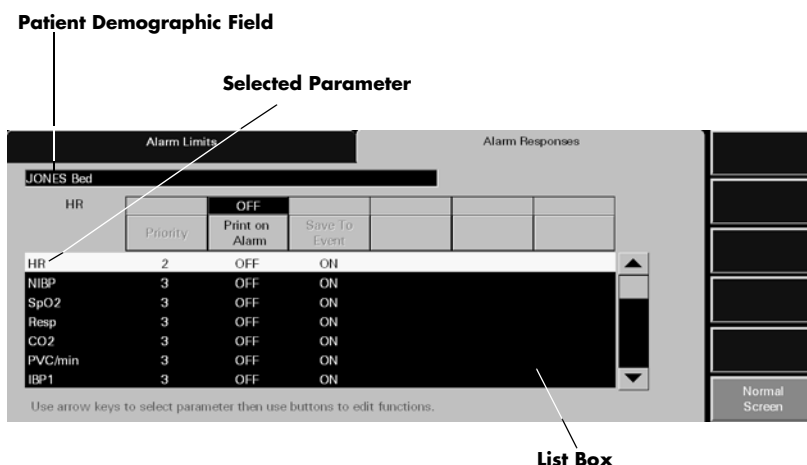 Patient Demographic Field
Selected Parameter
Alarm Limits Alarm Responses
JONES Bed
HR OFF
Priority Print on Alarm Save To Event
HR 2 OFF ON
NIBP 3 OFF ON
SpO2 3 OFF ON
Resp 3 OFF ON
CO2 3 OFF ON
PVC/min 3 OFF ON
IBP1 3 OFF ON
Use arrow keys to select parameter then use buttons to edit functions.
Normal Screen
List Box